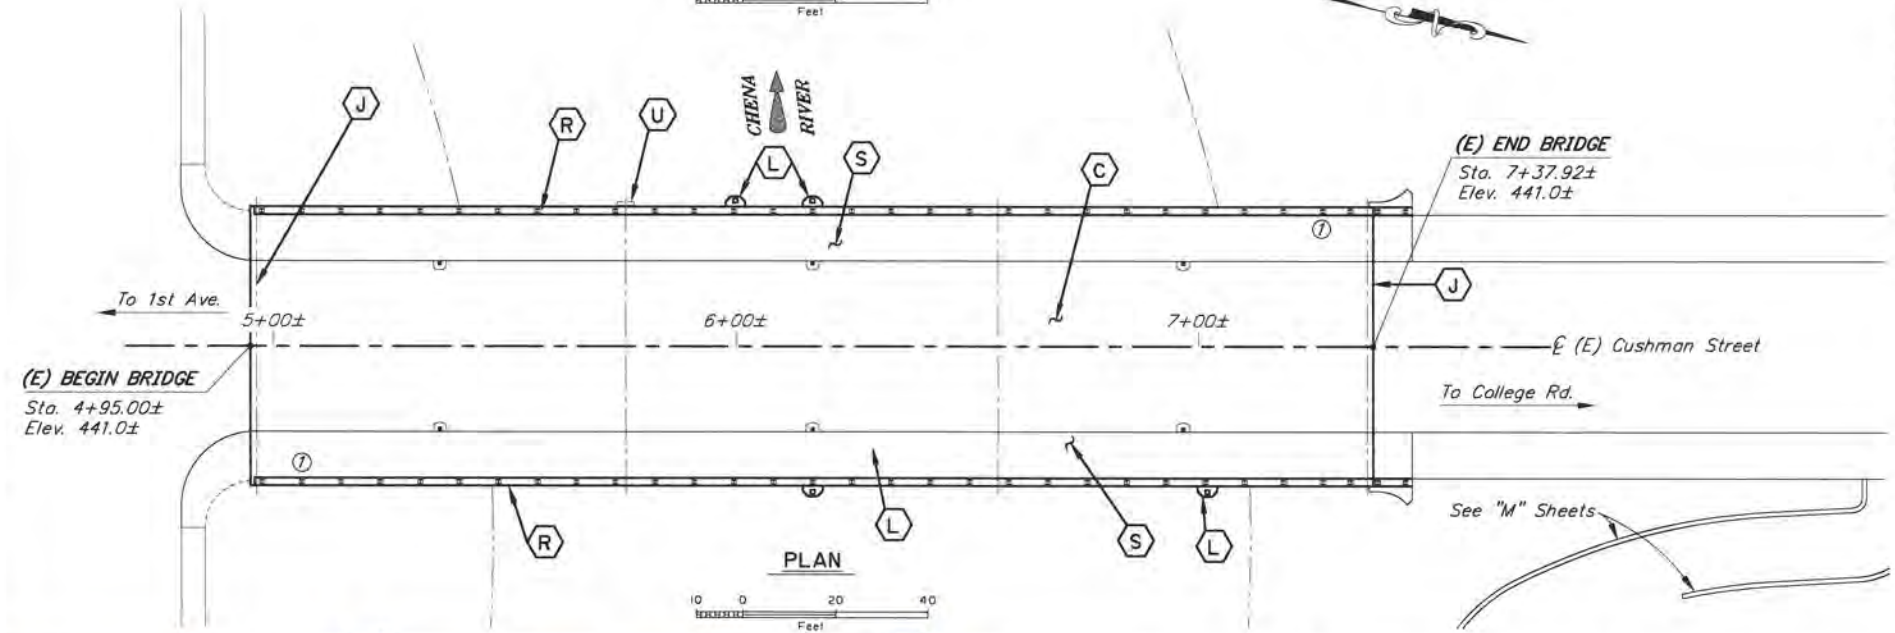 Feet
CHENA
RIVER
J
R
U
L
S
C
(E) END BRIDGE
Sta. 7+37.92±
Elev. 441.0±
1
To 1st Ave.
5+00±
6+00±
7+00±
J
℄ (E) Cushman Street
(E) BEGIN BRIDGE
Sta. 4+95.00±
Elev. 441.0±
To College Rd.
1
R
L
S
L
See "M" Sheets
PLAN
10 0 20 40
Feet